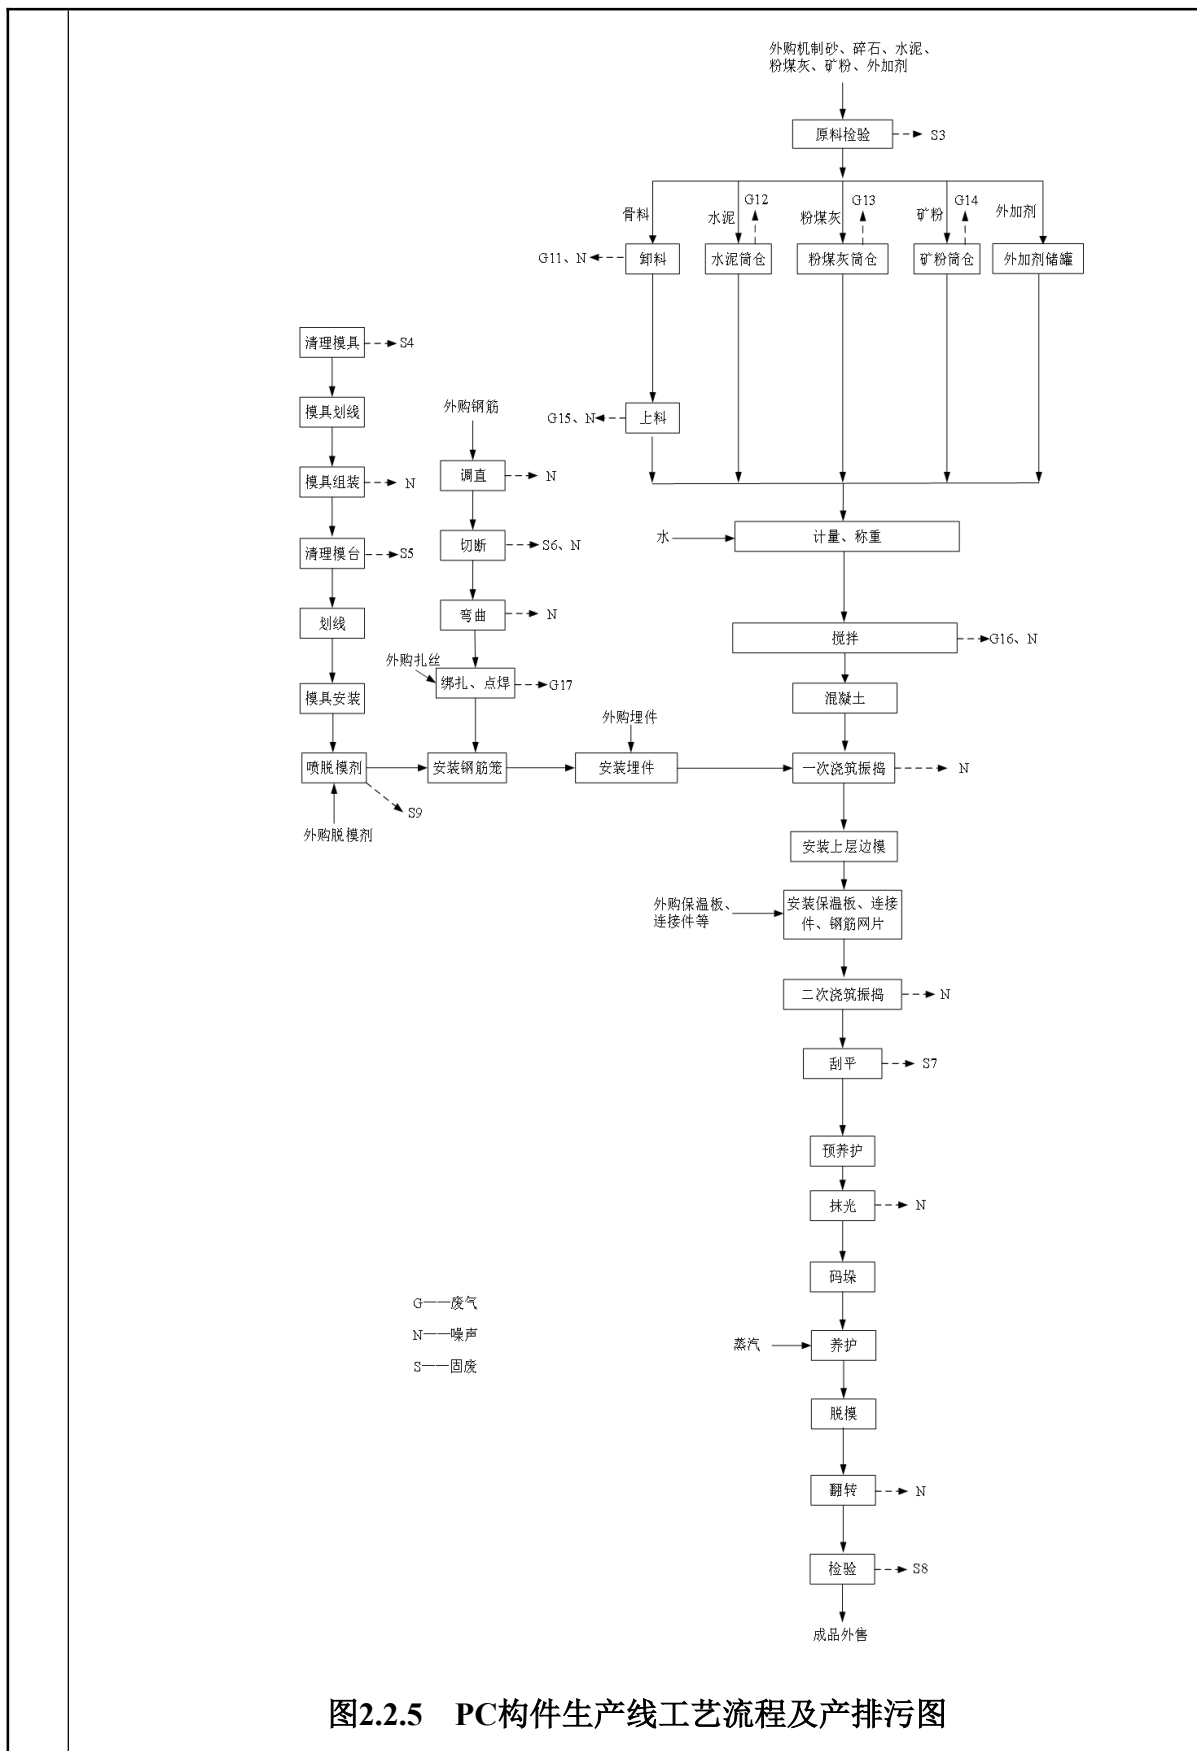 外购机制砂、碎石、水泥、
粉煤灰、矿粉、外加剂
原料检验
S3
骨料
水泥
G12
粉煤灰
G13
矿粉
G14
外加剂
G11、N
卸料
水泥筒仓
粉煤灰筒仓
矿粉筒仓
外加剂储罐
清理模具
S4
模具划线
外购钢筋
G15、N
上料
模具组装
N
调直
N
清理模台
S5
切断
S6、N
水
计量、称重
划线
弯曲
N
搅拌
G16、N
外购扎丝
模具安装
绑扎、点焊
G17
混凝土
外购埋件
喷脱模剂
安装钢筋笼
安装埋件
一次浇筑振捣
N
S9
外购脱模剂
安装上层边模
外购保温板、
连接件等
安装保温板、连接
件、钢筋网片
二次浇筑振捣
N
刮平
S7
预养护
抹光
N
码垛
G——废气
N——噪声
S——固废
蒸汽
养护
脱模
翻转
N
检验
S8
成品外售
图2.2.5 PC构件生产线工艺流程及产排污图